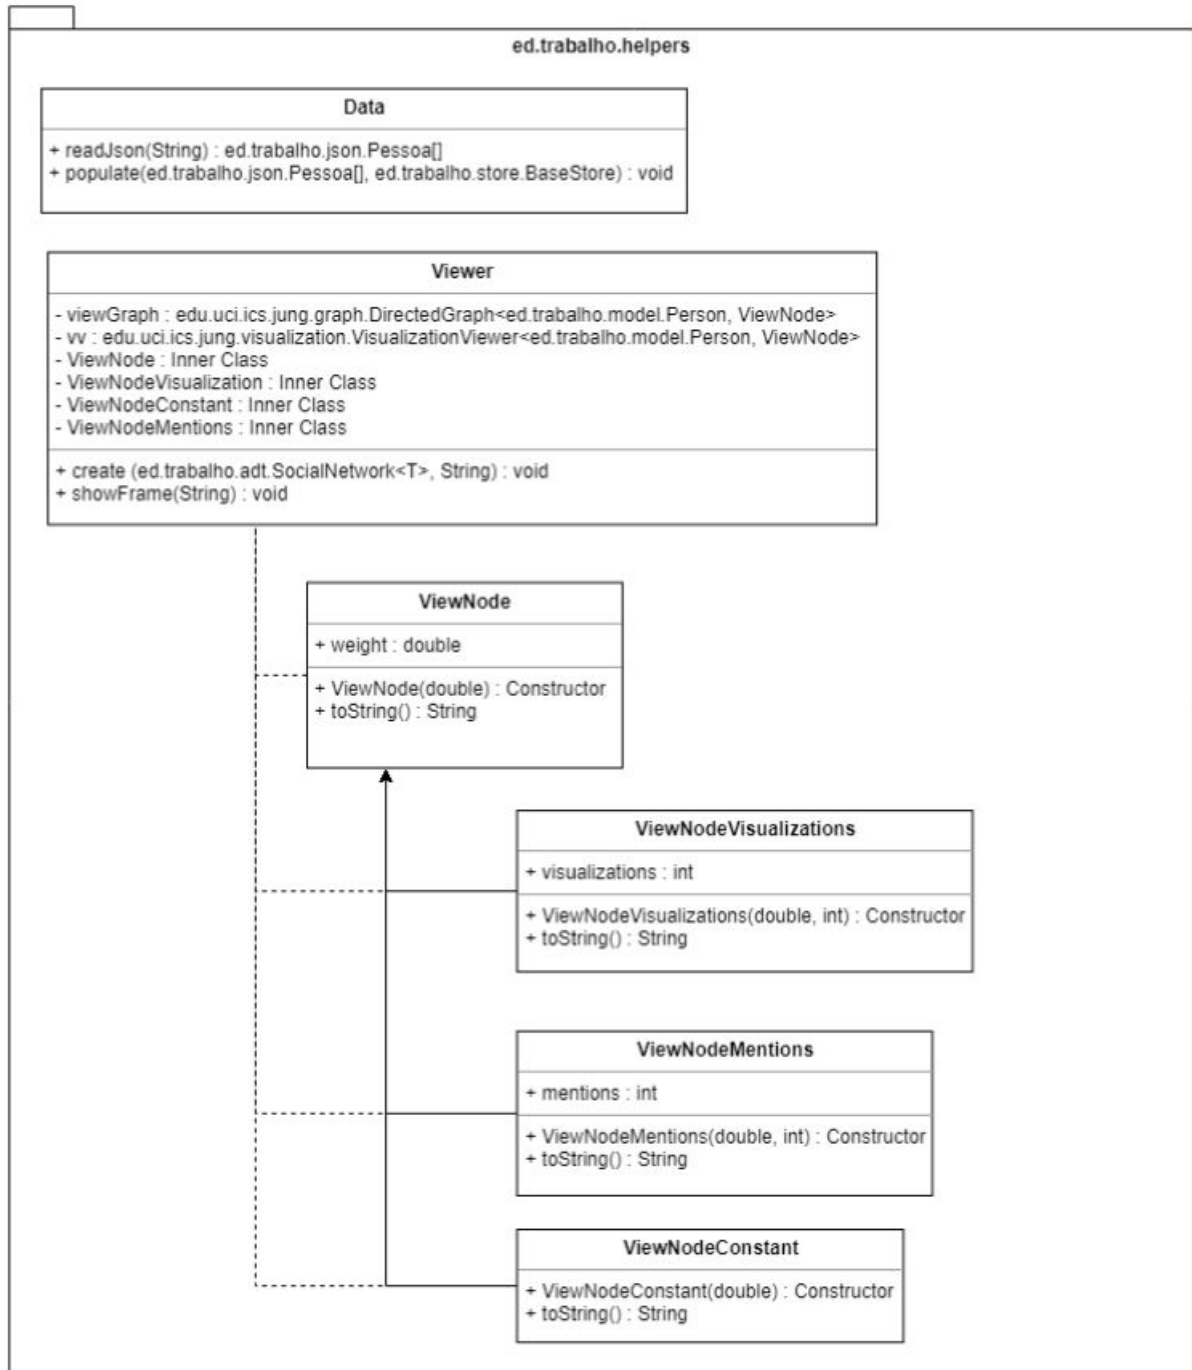 ed.trabalho.helpers
Data
+ readJson(String) : ed.trabalho.json.Pessoa[]
+ populate(ed.trabalho.json.Pessoa[], ed.trabalho.store.BaseStore) : void
Viewer
- viewGraph : edu.uci.ics.jung.graph.DirectedGraph<ed.trabalho.model.Person, ViewNode>
- vv : edu.uci.ics.jung.visualization.VisualizationViewer<ed.trabalho.model.Person, ViewNode>
- ViewNode : Inner Class
- ViewNodeVisualization : Inner Class
- ViewNodeConstant : Inner Class
- ViewNodeMentions : Inner Class
+ create (ed.trabalho.adt.SocialNetwork<T>, String) : void
+ showFrame(String) : void
ViewNode
+ weight : double
+ ViewNode(double) : Constructor
+ toString() : String
ViewNodeVisualizations
+ visualizations : int
+ ViewNodeVisualizations(double, int) : Constructor
+ toString() : String
ViewNodeMentions
+ mentions : int
+ ViewNodeMentions(double, int) : Constructor
+ toString() : String
ViewNodeConstant
+ ViewNodeConstant(double) : Constructor
+ toString() : String